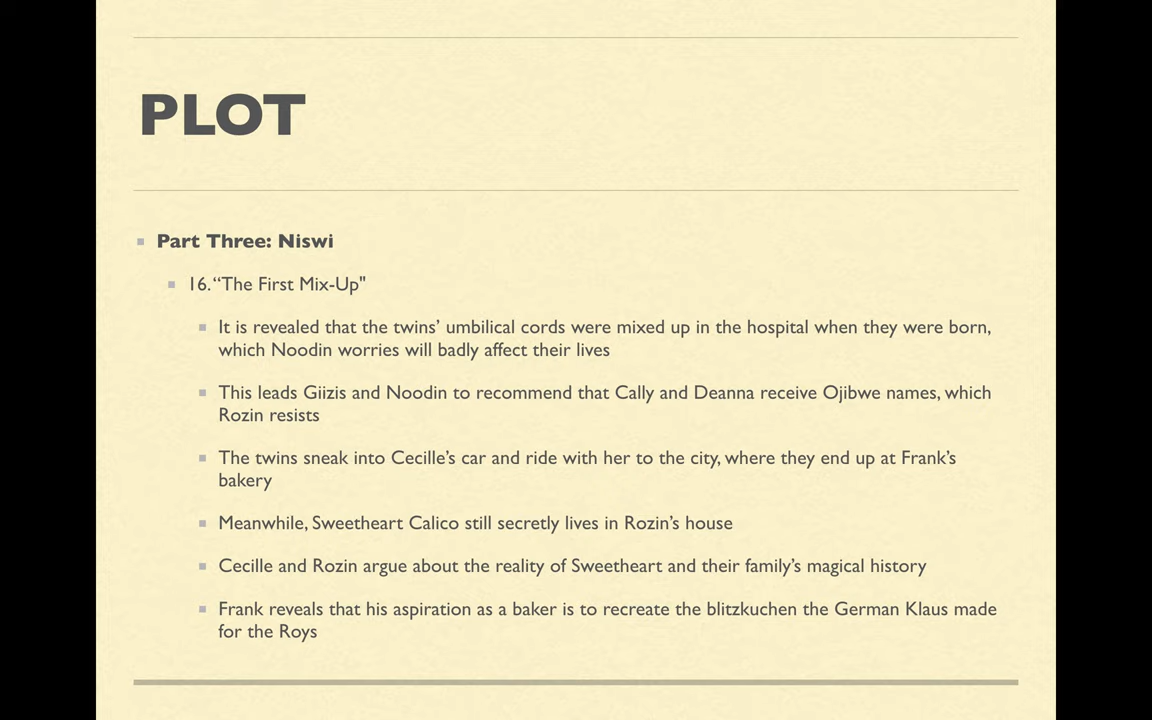 PLOT
Part Three: Niswi
16. “The First Mix-Up"
It is revealed that the twins’ umbilical cords were mixed up in the hospital when they were born,
which Noodin worries will badly affect their lives
This leads Giizis and Noodin to recommend that Cally and Deanna receive Ojibwe names, which
Rozin resists
The twins sneak into Cecille’s car and ride with her to the city, where they end up at Frank’s
bakery
Meanwhile, Sweetheart Calico still secretly lives in Rozin’s house
Cecille and Rozin argue about the reality of Sweetheart and their family’s magical history
Frank reveals that his aspiration as a baker is to recreate the blitzkuchen the German Klaus made
for the Roys